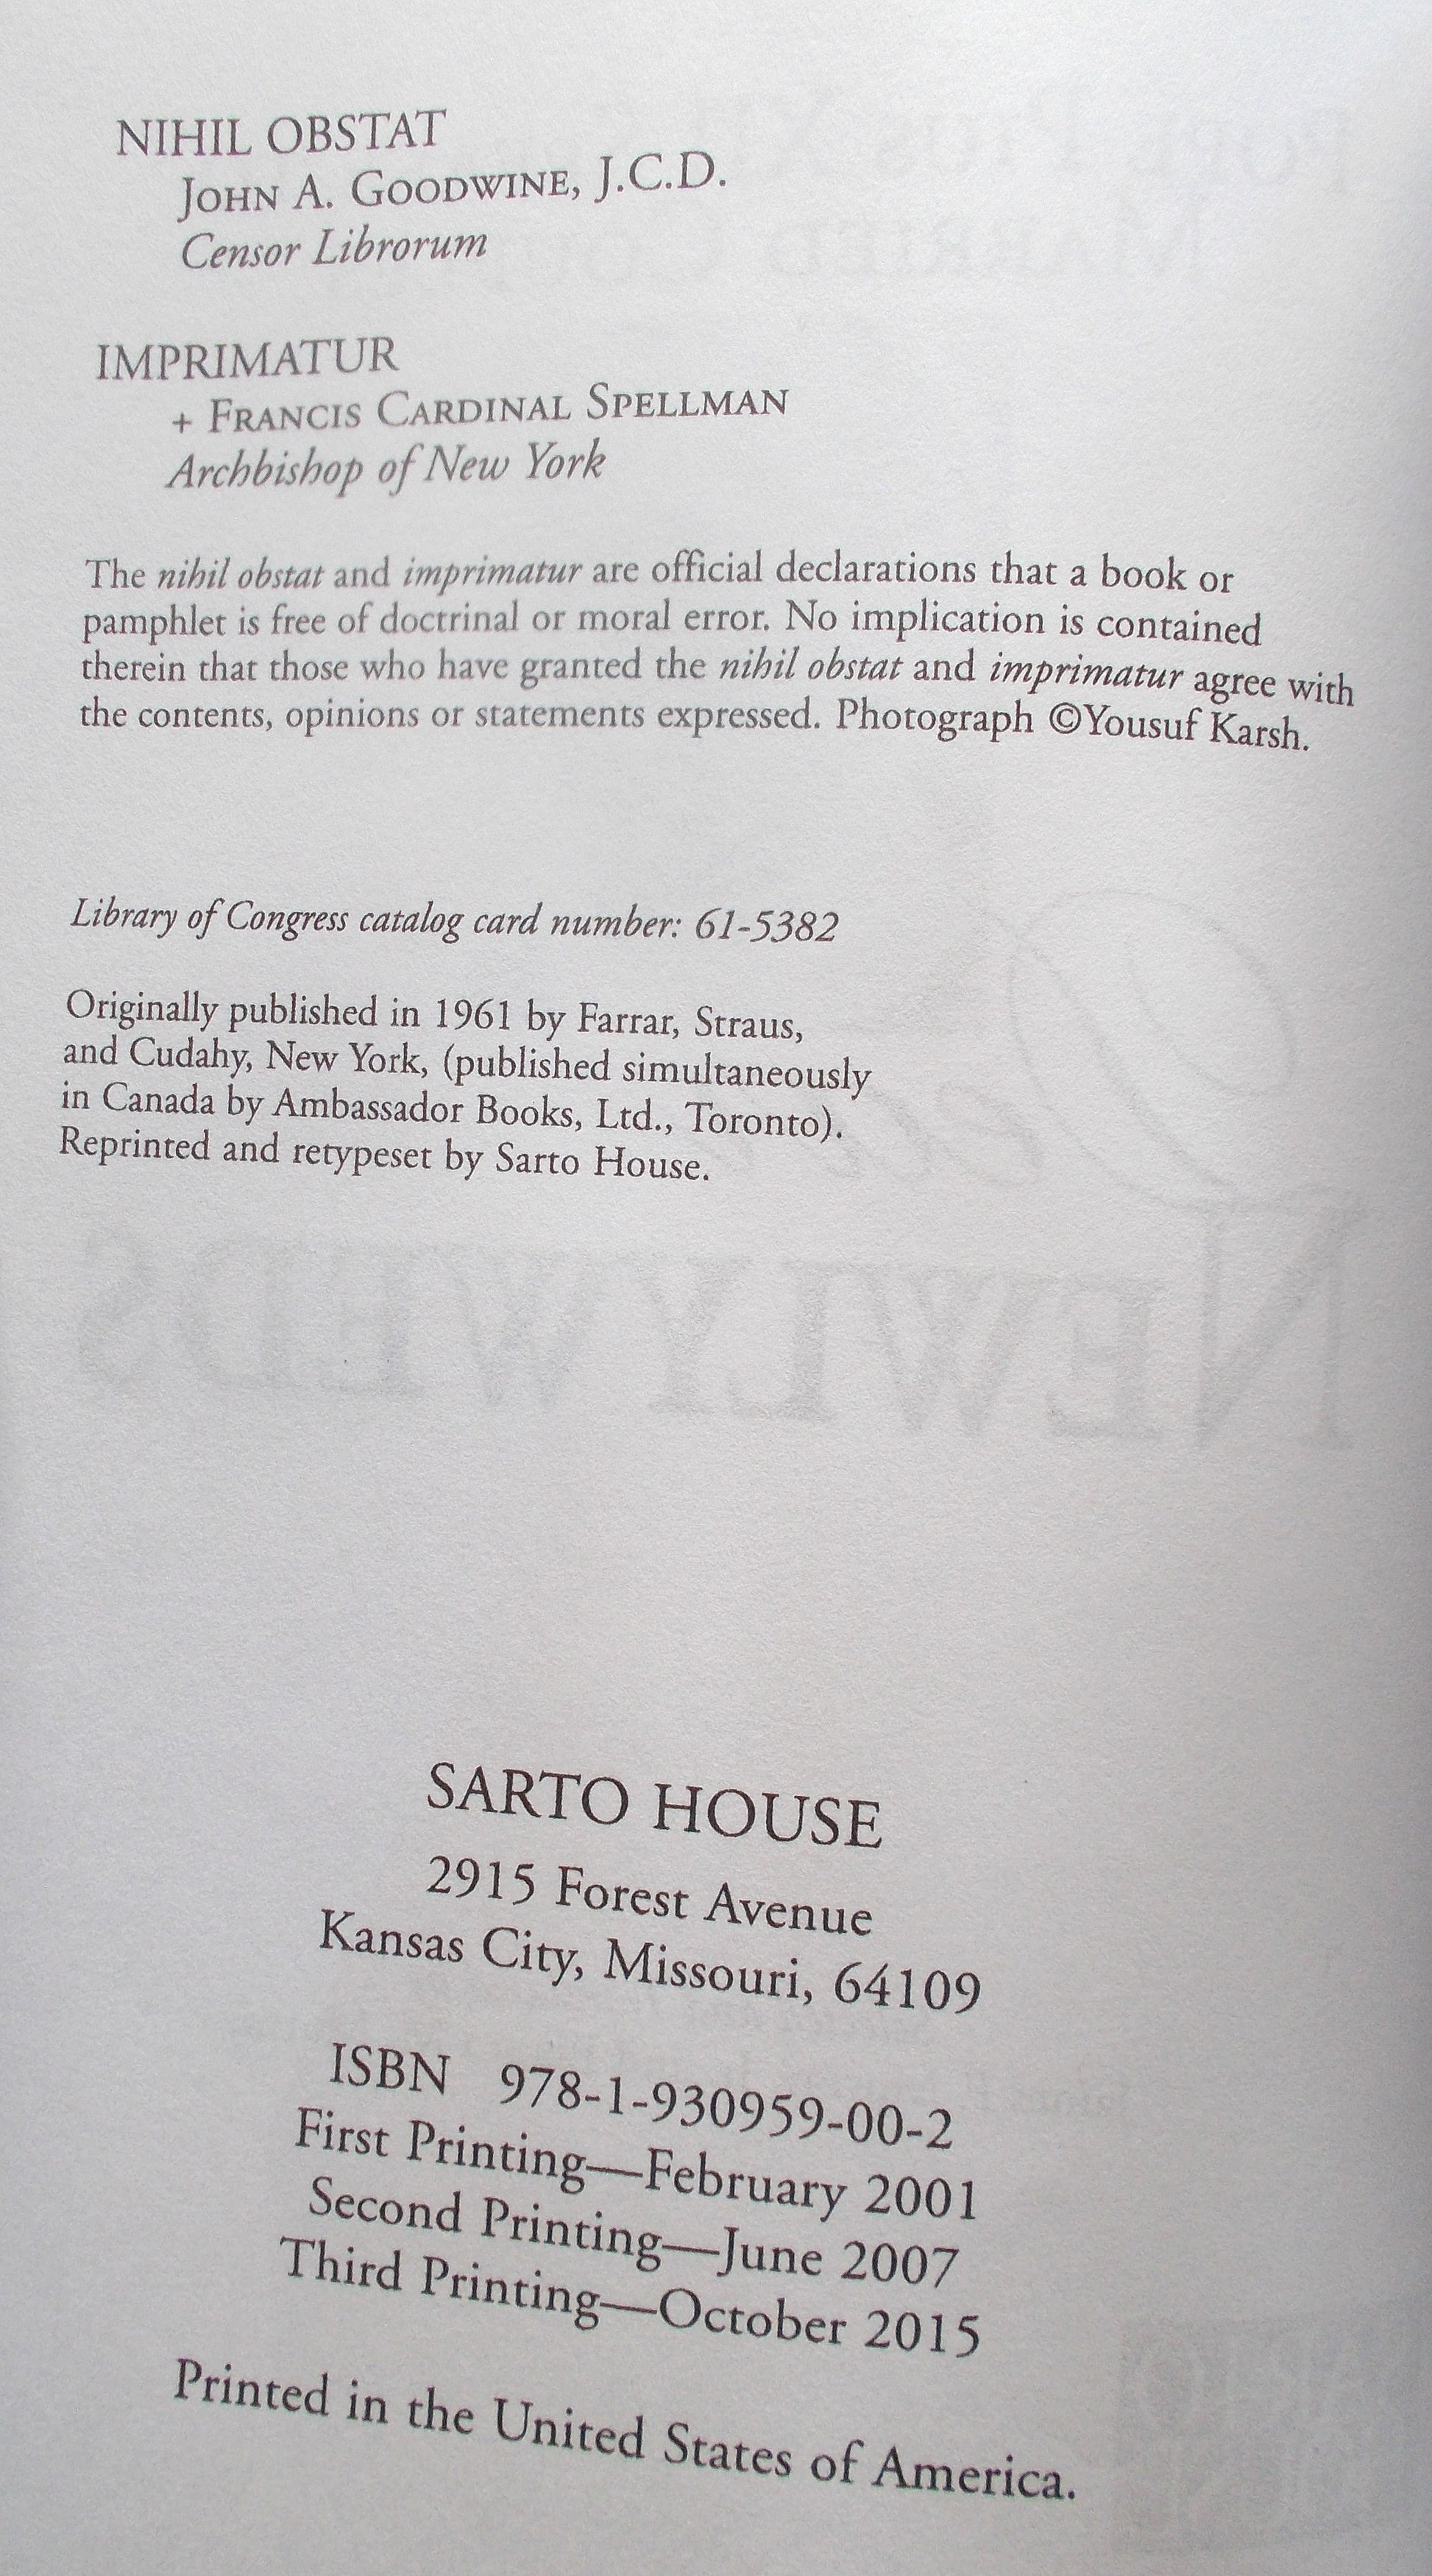 NIHIL OBSTAT
JOHN A. GOODWINE, J.C.D.
Censor Librorum
IMPRIMATUR
+ FRANCIS CARDINAL SPELLMAN
Archbishop of New York
The nihil obstat and imprimatur are official declarations that a book or
pamphlet is free of doctrinal or moral error. No implication is contained
therein that those who have granted the nihil obstat and imprimatur agree with
the contents, opinions or statements expressed. Photograph ©Yousuf Karsh.
Library of Congress catalog card number: 61-5382
Originally published in 1961 by Farrar, Straus,
and Cudahy, New York, (published simultaneously
in Canada by Ambassador Books, Ltd., Toronto).
Reprinted and retypeset by Sarto House.
NEWLY WEDS
SARTO HOUSE
2915 Forest Avenue
Kansas City, Missouri, 64109
ISBN 978-1-930959-00-2
First Printing—February 2001
Second Printing—June 2007
Third Printing—October 2015
Printed in the United States of America.